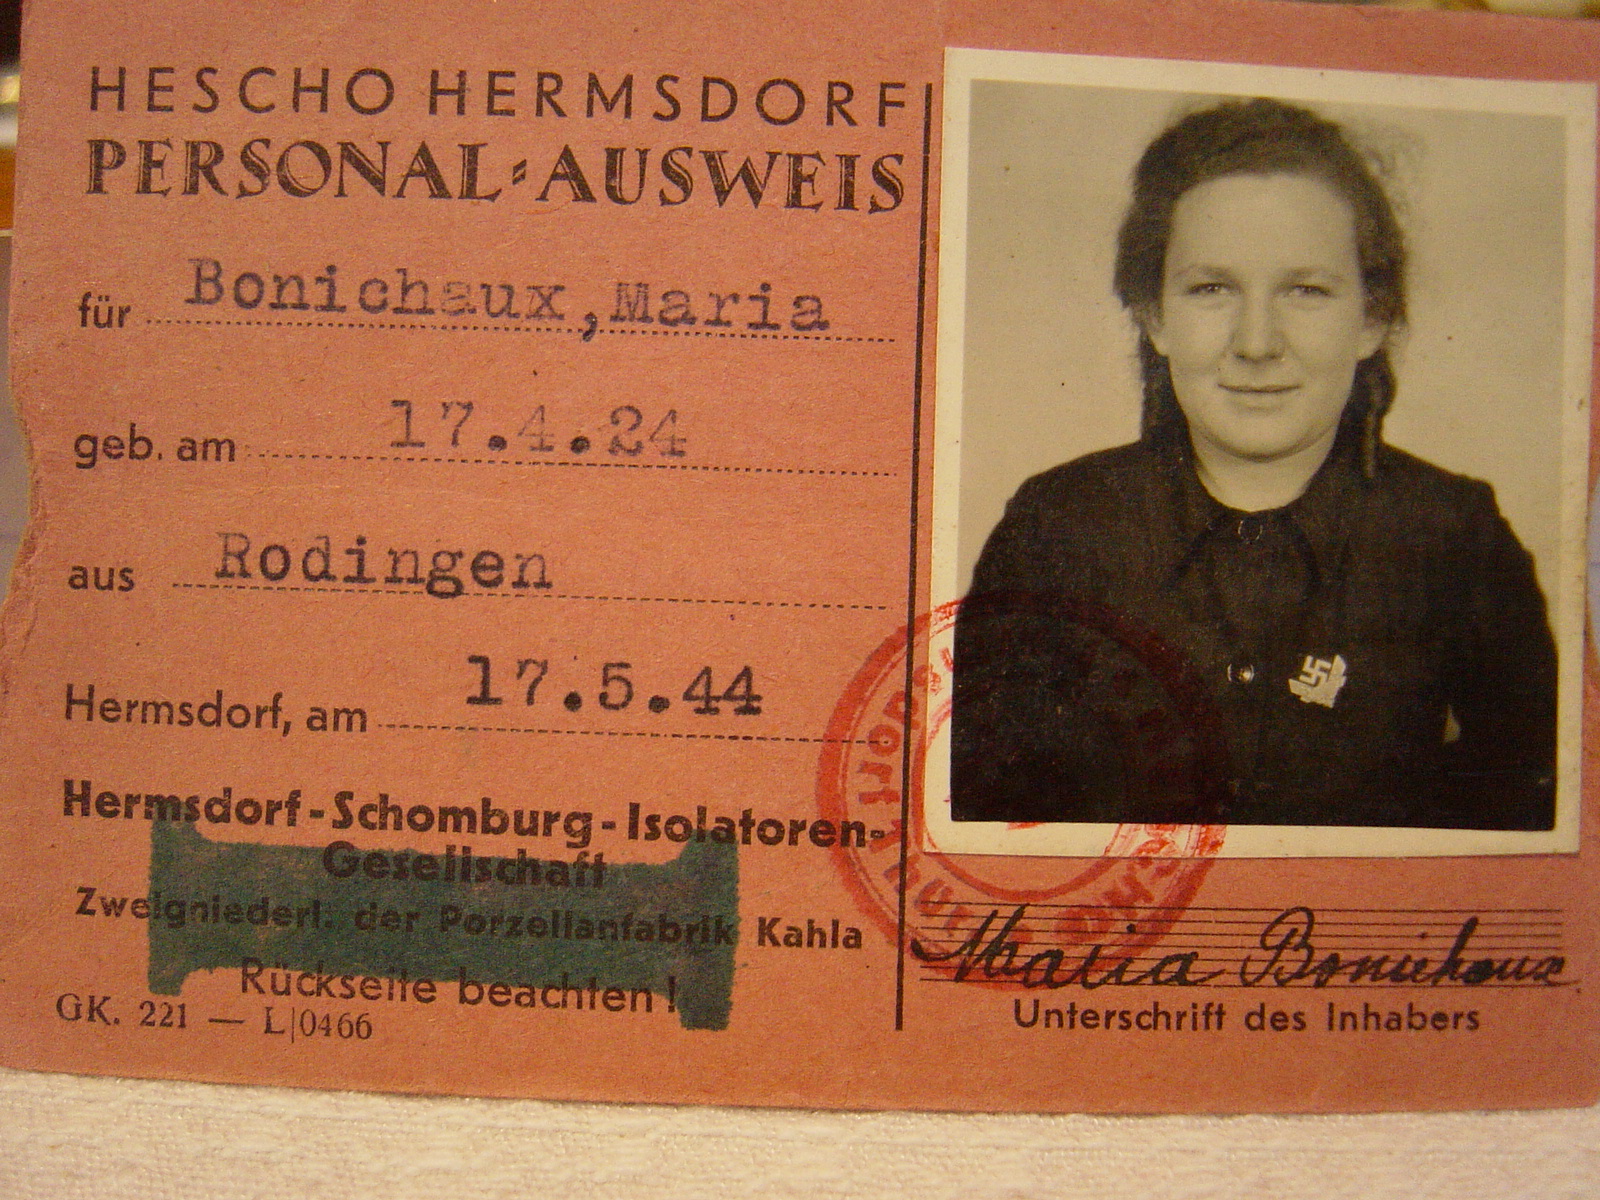 HESCHO HERMSDORF
PERSONAL-AUSWEIS
für Bonichaux, Maria
geb. am 17.4.24
aus Rodingen
Hermsdorf, am 17.5.44
Hermsdorf-Schomburg-Isolatoren-
Gesellschaft
Zweigniederl. der Porzellanfabrik Kahla
Rückseite beachten!
GK. 221 — L|0466
Maria Bonichaux
Unterschrift des Inhabers